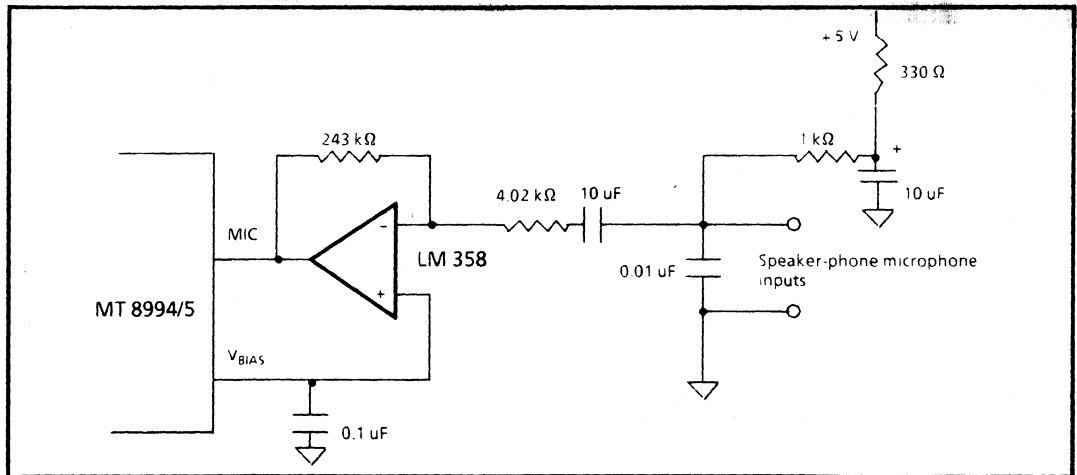 + 5 V
330 Ω
243 kΩ
1 kΩ
+
4.02 kΩ
10 uF
10 uF
MIC
−
LM 358
0.01 uF
Speaker-phone microphone
inputs
+
MT 8994/5
VBIAS
0.1 uF